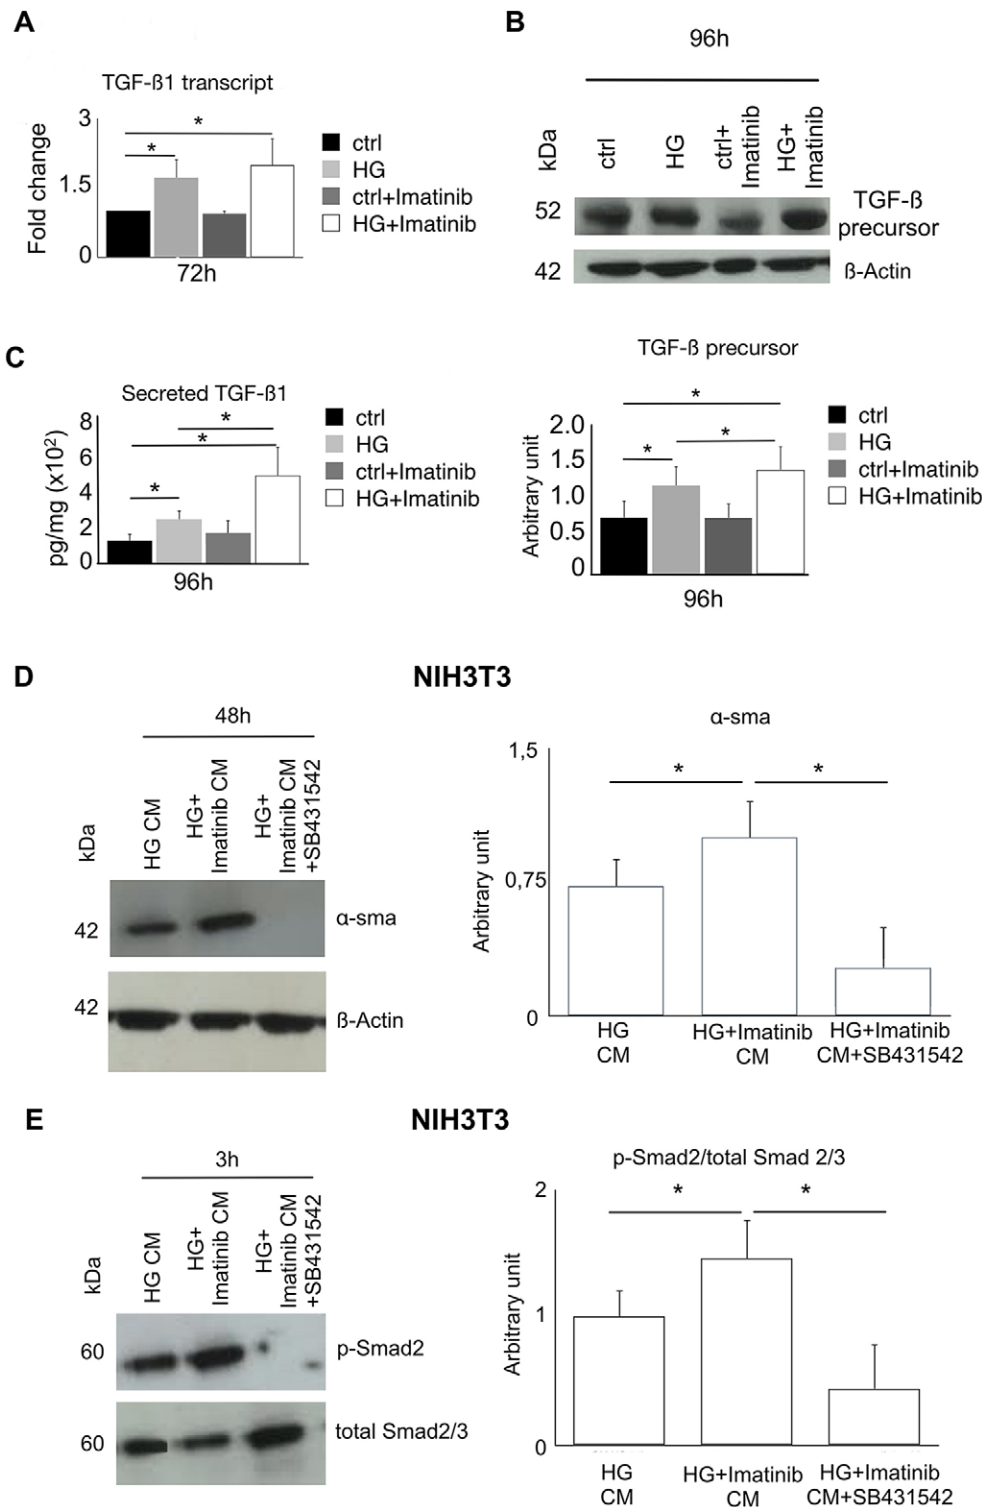 A
TGF-ß1 transcript
Fold change
3
1.5
0
*
*
72h
ctrl
HG
ctrl+Imatinib
HG+Imatinib
B
96h
kDa
ctrl
HG
ctrl+
Imatinib
HG+
Imatinib
52
TGF-ß
precursor
42
ß-Actin
TGF-ß precursor
Arbitrary unit
2.0
1.5
1.0
0.5
0
*
*
*
96h
ctrl
HG
ctrl+Imatinib
HG+Imatinib
C
Secreted TGF-ß1
pg/mg (x10²)
8
6
4
2
0
*
*
*
96h
ctrl
HG
ctrl+Imatinib
HG+Imatinib
D
NIH3T3
48h
kDa
HG CM
HG+
Imatinib CM
HG+
Imatinib CM
+SB431542
42
α-sma
42
ß-Actin
α-sma
Arbitrary unit
1,5
0,75
0
*
*
HG
CM
HG+Imatinib
CM
HG+Imatinib
CM+SB431542
E
NIH3T3
3h
kDa
HG CM
HG+
Imatinib CM
HG+
Imatinib CM
+SB431542
60
p-Smad2
60
total Smad2/3
p-Smad2/total Smad 2/3
Arbitrary unit
2
1
0
*
*
HG
CM
HG+Imatinib
CM
HG+Imatinib
CM+SB431542